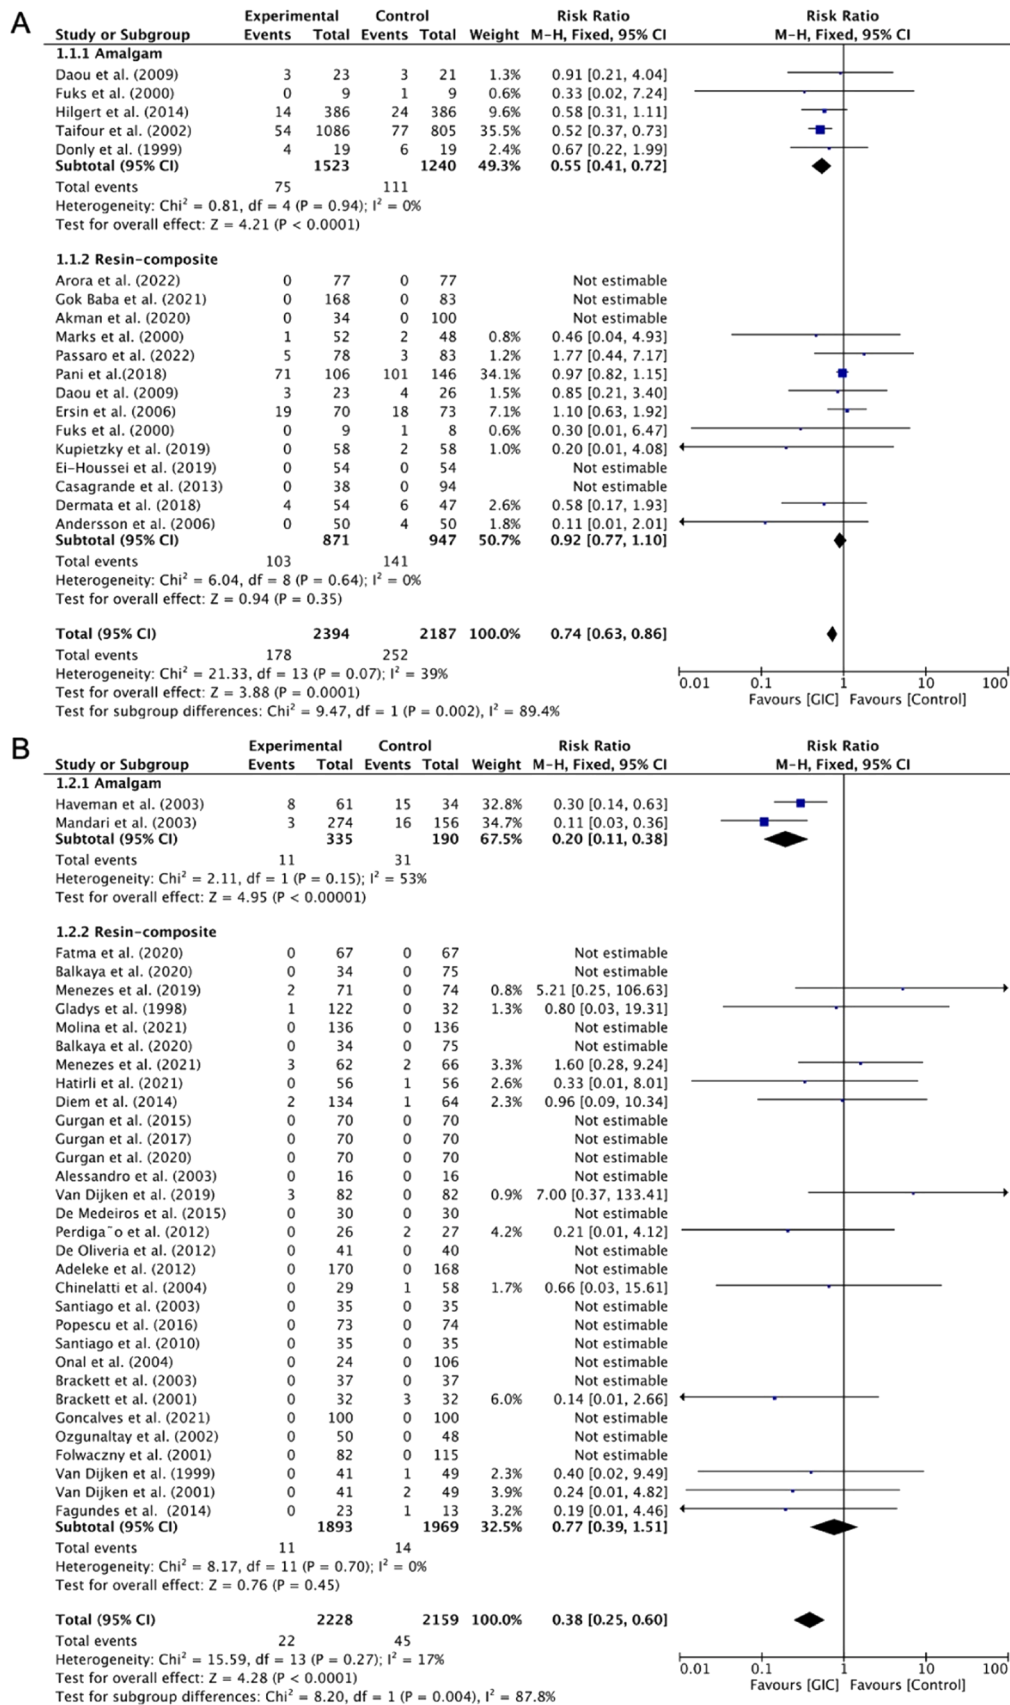 A
Experimental Control Risk Ratio Risk Ratio
Study or Subgroup Events Total Events Total Weight M-H, Fixed, 95% CI M-H, Fixed, 95% CI
1.1.1 Amalgam
Daou et al. (2009) 3 23 3 21 1.3% 0.91 [0.21, 4.04]
Fuks et al. (2000) 0 9 1 9 0.6% 0.33 [0.02, 7.24]
Hilgert et al. (2014) 14 386 24 386 9.6% 0.58 [0.31, 1.11]
Taifour et al. (2002) 54 1086 77 805 35.5% 0.52 [0.37, 0.73]
Donly et al. (1999) 4 19 6 19 2.4% 0.67 [0.22, 1.99]
Subtotal (95% CI) 1523 1240 49.3% 0.55 [0.41, 0.72]
Total events 75 111
Heterogeneity: Chi² = 0.81, df = 4 (P = 0.94); I² = 0%
Test for overall effect: Z = 4.21 (P < 0.0001)
1.1.2 Resin-composite
Arora et al. (2022) 0 77 0 77 Not estimable
Gok Baba et al. (2021) 0 168 0 83 Not estimable
Akman et al. (2020) 0 34 0 100 Not estimable
Marks et al. (2000) 1 52 2 48 0.8% 0.46 [0.04, 4.93]
Passaro et al. (2022) 5 78 3 83 1.2% 1.77 [0.44, 7.17]
Pani et al.(2018) 71 106 101 146 34.1% 0.97 [0.82, 1.15]
Daou et al. (2009) 3 23 4 26 1.5% 0.85 [0.21, 3.40]
Ersin et al. (2006) 19 70 18 73 7.1% 1.10 [0.63, 1.92]
Fuks et al. (2000) 0 9 1 8 0.6% 0.30 [0.01, 6.47]
Kupietzky et al. (2019) 0 58 2 58 1.0% 0.20 [0.01, 4.08]
Ei-Houssei et al. (2019) 0 54 0 54 Not estimable
Casagrande et al. (2013) 0 38 0 94 Not estimable
Dermata et al. (2018) 4 54 6 47 2.6% 0.58 [0.17, 1.93]
Andersson et al. (2006) 0 50 4 50 1.8% 0.11 [0.01, 2.01]
Subtotal (95% CI) 871 947 50.7% 0.92 [0.77, 1.10]
Total events 103 141
Heterogeneity: Chi² = 6.04, df = 8 (P = 0.64); I² = 0%
Test for overall effect: Z = 0.94 (P = 0.35)
Total (95% CI) 2394 2187 100.0% 0.74 [0.63, 0.86]
Total events 178 252
Heterogeneity: Chi² = 21.33, df = 13 (P = 0.07); I² = 39%
Test for overall effect: Z = 3.88 (P = 0.0001)
Test for subgroup differences: Chi² = 9.47, df = 1 (P = 0.002), I² = 89.4%
0.01 0.1 1 10 100
Favours [GIC] Favours [Control]
B
Experimental Control Risk Ratio Risk Ratio
Study or Subgroup Events Total Events Total Weight M-H, Fixed, 95% CI M-H, Fixed, 95% CI
1.2.1 Amalgam
Haveman et al. (2003) 8 61 15 34 32.8% 0.30 [0.14, 0.63]
Mandari et al. (2003) 3 274 16 156 34.7% 0.11 [0.03, 0.36]
Subtotal (95% CI) 335 190 67.5% 0.20 [0.11, 0.38]
Total events 11 31
Heterogeneity: Chi² = 2.11, df = 1 (P = 0.15); I² = 53%
Test for overall effect: Z = 4.95 (P < 0.00001)
1.2.2 Resin-composite
Fatma et al. (2020) 0 67 0 67 Not estimable
Balkaya et al. (2020) 0 34 0 75 Not estimable
Menezes et al. (2019) 2 71 0 74 0.8% 5.21 [0.25, 106.63]
Gladys et al. (1998) 1 122 0 32 1.3% 0.80 [0.03, 19.31]
Molina et al. (2021) 0 136 0 136 Not estimable
Balkaya et al. (2020) 0 34 0 75 Not estimable
Menezes et al. (2021) 3 62 2 66 3.3% 1.60 [0.28, 9.24]
Hatirli et al. (2021) 0 56 1 56 2.6% 0.33 [0.01, 8.01]
Diem et al. (2014) 2 134 1 64 2.3% 0.96 [0.09, 10.34]
Gurgan et al. (2015) 0 70 0 70 Not estimable
Gurgan et al. (2017) 0 70 0 70 Not estimable
Gurgan et al. (2020) 0 70 0 70 Not estimable
Alessandro et al. (2003) 0 16 0 16 Not estimable
Van Dijken et al. (2019) 3 82 0 82 0.9% 7.00 [0.37, 133.41]
De Medeiros et al. (2015) 0 30 0 30 Not estimable
Perdiga˜o et al. (2012) 0 26 2 27 4.2% 0.21 [0.01, 4.12]
De Oliveria et al. (2012) 0 41 0 40 Not estimable
Adeleke et al. (2012) 0 170 0 168 Not estimable
Chinelatti et al. (2004) 0 29 1 58 1.7% 0.66 [0.03, 15.61]
Santiago et al. (2003) 0 35 0 35 Not estimable
Popescu et al. (2016) 0 73 0 74 Not estimable
Santiago et al. (2010) 0 35 0 35 Not estimable
Onal et al. (2004) 0 24 0 106 Not estimable
Brackett et al. (2003) 0 37 0 37 Not estimable
Brackett et al. (2001) 0 32 3 32 6.0% 0.14 [0.01, 2.66]
Goncalves et al. (2021) 0 100 0 100 Not estimable
Ozgunaltay et al. (2002) 0 50 0 48 Not estimable
Folwaczny et al. (2001) 0 82 0 115 Not estimable
Van Dijken et al. (1999) 0 41 1 49 2.3% 0.40 [0.02, 9.49]
Van Dijken et al. (2001) 0 41 2 49 3.9% 0.24 [0.01, 4.82]
Fagundes et al. (2014) 0 23 1 13 3.2% 0.19 [0.01, 4.46]
Subtotal (95% CI) 1893 1969 32.5% 0.77 [0.39, 1.51]
Total events 11 14
Heterogeneity: Chi² = 8.17, df = 11 (P = 0.70); I² = 0%
Test for overall effect: Z = 0.76 (P = 0.45)
Total (95% CI) 2228 2159 100.0% 0.38 [0.25, 0.60]
Total events 22 45
Heterogeneity: Chi² = 15.59, df = 13 (P = 0.27); I² = 17%
Test for overall effect: Z = 4.28 (P < 0.0001)
Test for subgroup differences: Chi² = 8.20, df = 1 (P = 0.004), I² = 87.8%
0.01 0.1 1 10 100
Favours [GIC] Favours [Control]